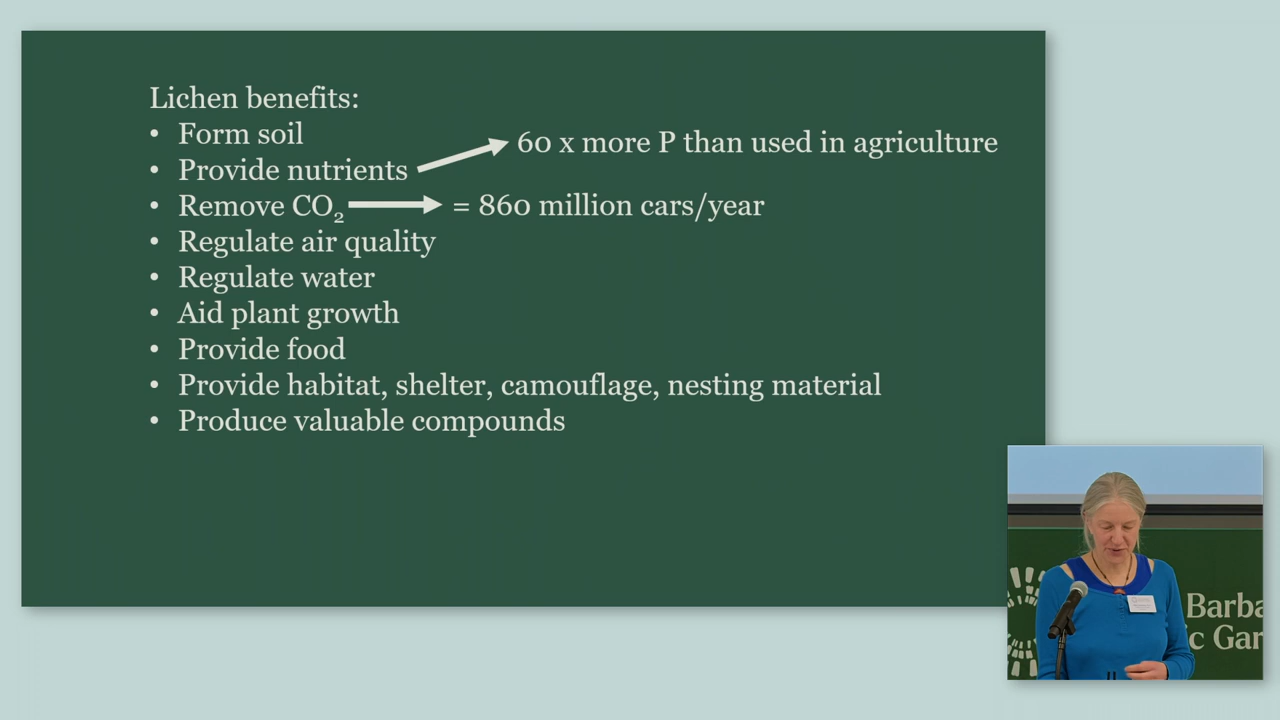 Lichen benefits:
• Form soil
• Provide nutrients
60 x more P than used in agriculture
• Remove CO₂
= 860 million cars/year
• Regulate air quality
• Regulate water
• Aid plant growth
• Provide food
• Provide habitat, shelter, camouflage, nesting material
• Produce valuable compounds
Barba
ic Gar